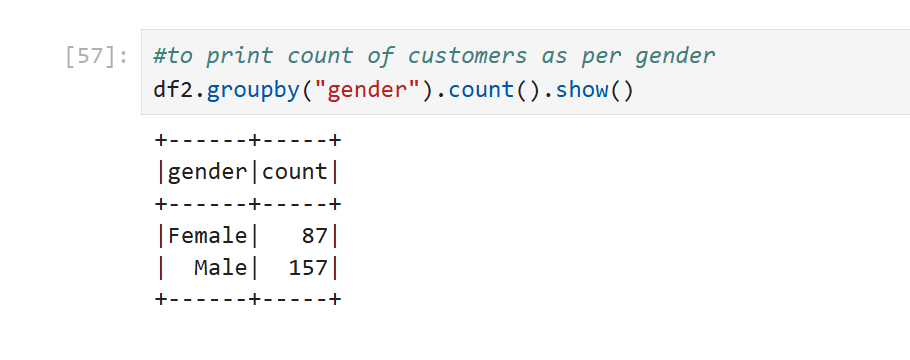 [57]: #to print count of customers as per gender
df2.groupby("gender").count().show()
+------+-----+
|gender|count|
+------+-----+
|Female|   87|
|  Male|  157|
+------+-----+